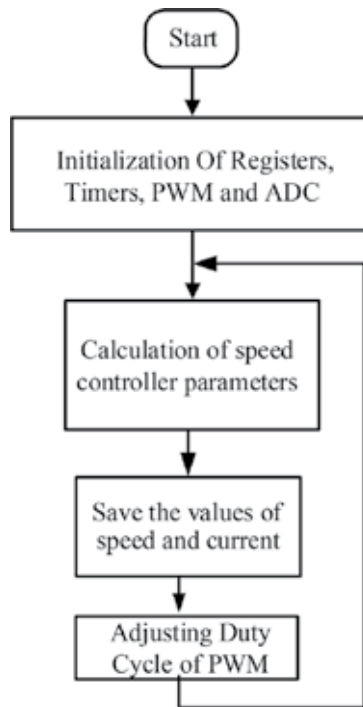 Start
Initialization Of Registers,
Timers, PWM and ADC
Calculation of speed
controller parameters
Save the values of
speed and current
Adjusting Duty
Cycle of PWM